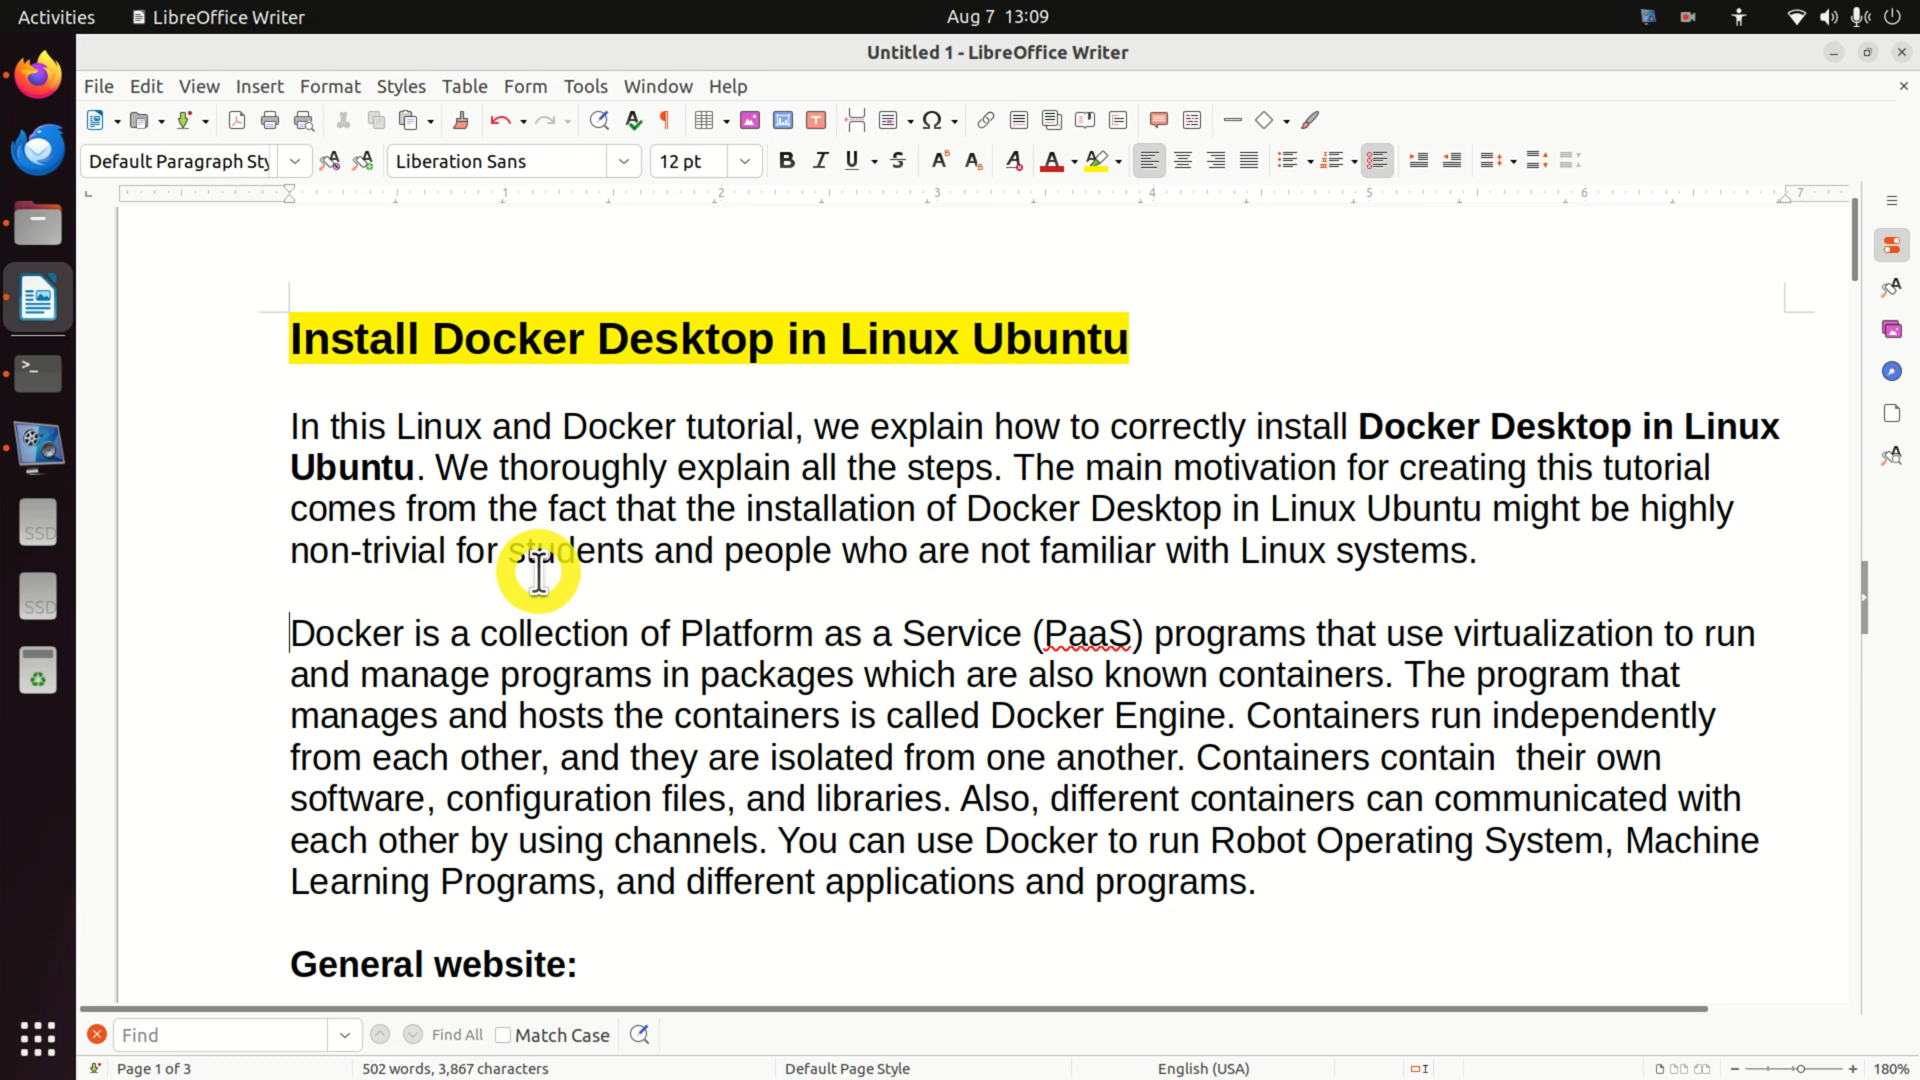 Activities LibreOffice Writer Aug 7 13:09
Untitled 1 - LibreOffice Writer
File Edit View Insert Format Styles Table Form Tools Window Help
Default Paragraph Sty Liberation Sans 12 pt
1 2 3 4 5 6 7
Install Docker Desktop in Linux Ubuntu
In this Linux and Docker tutorial, we explain how to correctly install Docker Desktop in Linux
Ubuntu. We thoroughly explain all the steps. The main motivation for creating this tutorial
comes from the fact that the installation of Docker Desktop in Linux Ubuntu might be highly
non-trivial for students and people who are not familiar with Linux systems.
Docker is a collection of Platform as a Service (PaaS) programs that use virtualization to run
and manage programs in packages which are also known containers. The program that
manages and hosts the containers is called Docker Engine. Containers run independently
from each other, and they are isolated from one another. Containers contain  their own
software, configuration files, and libraries. Also, different containers can communicated with
each other by using channels. You can use Docker to run Robot Operating System, Machine
Learning Programs, and different applications and programs.
General website:
SSD
SSD
Find Find All Match Case
Page 1 of 3 502 words, 3,867 characters Default Page Style English (USA) 180%